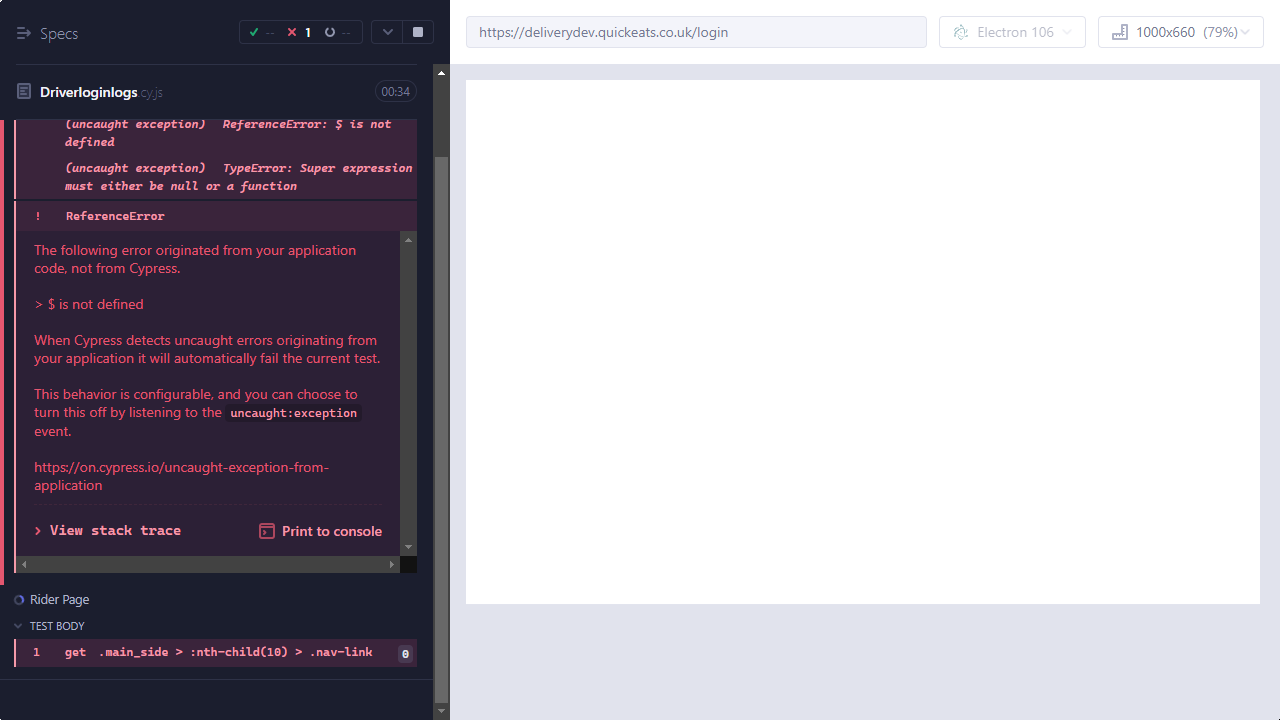 Specs
-- 1 --
https://deliverydev.quickeats.co.uk/login
Electron 106
1000x660 (79%)
Driverloginlogs cy.js
00:34
(uncaught exception) ReferenceError: $ is not
defined
(uncaught exception) TypeError: Super expression
must either be null or a function
! ReferenceError
The following error originated from your application
code, not from Cypress.
> $ is not defined
When Cypress detects uncaught errors originating from
your application it will automatically fail the current test.
This behavior is configurable, and you can choose to
turn this off by listening to the uncaught:exception
event.
https://on.cypress.io/uncaught-exception-from-
application
View stack trace
Print to console
Rider Page
TEST BODY
1 get .main_side > :nth-child(10) > .nav-link 0